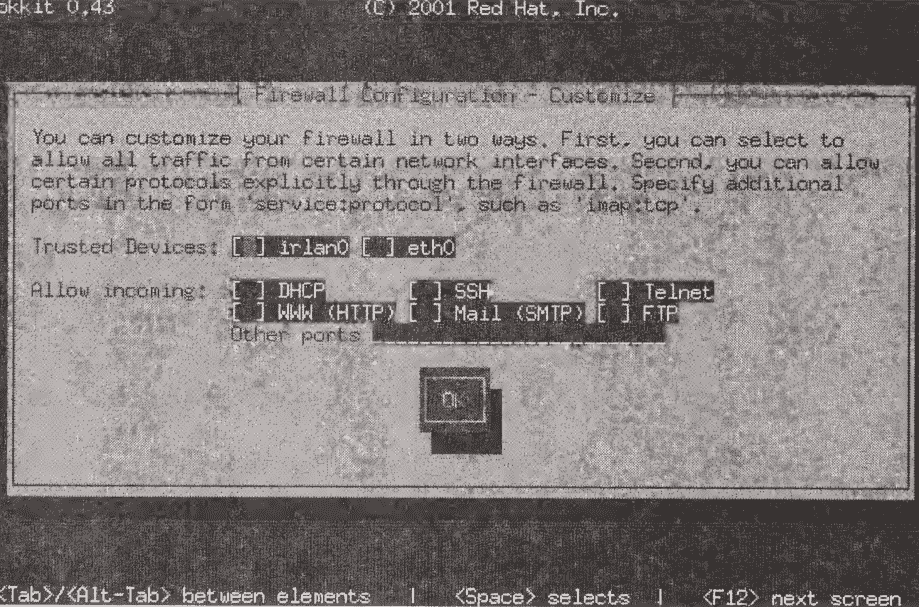 okkit 0.43 (C) 2001 Red Hat, Inc.
Firewall Configuration - Customize
You can customize your firewall in two ways. First, you can select to
allow all traffic from certain network interfaces. Second, you can allow
certain protocols explicitly through the firewall. Specify additional
ports in the form 'service:protocol', such as 'imap:tcp'.
Trusted Devices: [ ] irlan0 [ ] eth0
Allow incoming: [ ] DHCP [ ] SSH [ ] Telnet
[ ] WWW (HTTP) [ ] Mail (SMTP) [ ] FTP
Other ports
OK
<Tab>/<Alt-Tab> between elements | <Space> selects | <F12> next screen